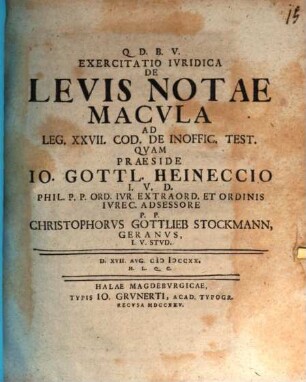 15
Q. D. B. V.
EXERCITATIO IVRIDICA
DE
LEVIS NOTAE
MACVLA
AD
LEG. XXVII. COD. DE INOFFIC. TEST.
QVAM
PRAESIDE
IO. GOTTL. HEINECCIO
I. V. D.
PHIL. P. P. ORD. IVR. EXTRAORD. ET ORDINIS
IVREC. ADSESSORE
P. P.
CHRISTOPHORVS GOTTLIEB STOCKMANN,
GERANVS,
I. V. STVD.
D. XVII. AVG. CIↃ IↃCCXX.
H. L. Q. C.
HALAE MAGDEBVRGICAE,
TYPIS IO. GRVNERTI, ACAD. TYPOGR.
RECVSA MDCCXXV.